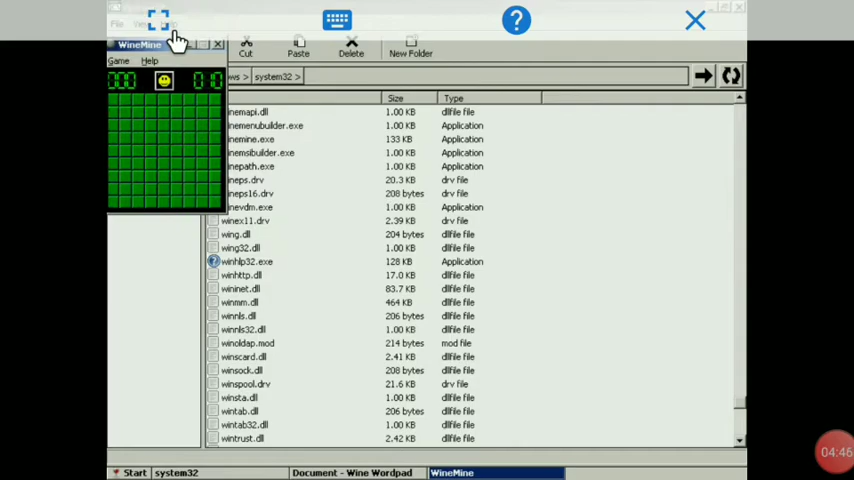 File View Help
?
WineMine
Cut Paste Delete New Folder
Game Help
ws > system32 >
000 010
Size Type
inemapi.dll 1.00 KB dllfile file
inemenubuilder.exe 1.00 KB Application
inemine.exe 133 KB Application
inemsibuilder.exe 1.00 KB Application
inepath.exe 1.00 KB Application
ineps.drv 20.3 KB drv file
ineps16.drv 208 bytes drv file
inevdm.exe 1.00 KB Application
winex11.drv 2.39 KB drv file
wing.dll 204 bytes dllfile file
wing32.dll 1.00 KB dllfile file
winhlp32.exe 128 KB Application
winhttp.dll 17.0 KB dllfile file
wininet.dll 83.7 KB dllfile file
winmm.dll 464 KB dllfile file
winnls.dll 206 bytes dllfile file
winnls32.dll 1.00 KB dllfile file
winoldap.mod 214 bytes mod file
winscard.dll 2.41 KB dllfile file
winsock.dll 208 bytes dllfile file
winspool.drv 21.6 KB drv file
winsta.dll 1.00 KB dllfile file
wintab.dll 206 bytes dllfile file
wintab32.dll 1.00 KB dllfile file
wintrust.dll 2.42 KB dllfile file
04:46
Start system32 Document - Wine Wordpad WineMine